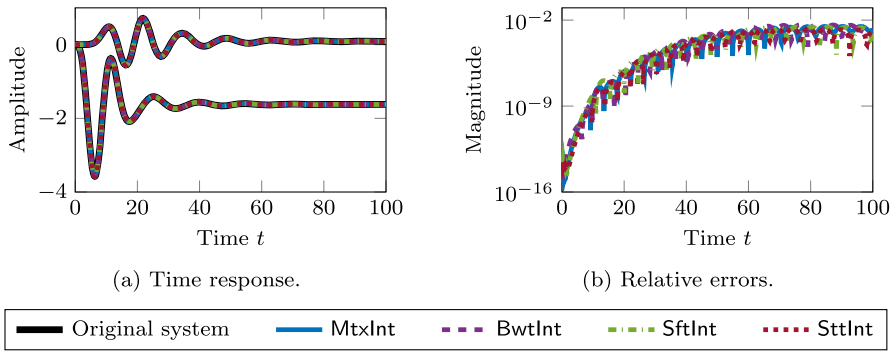 0
−2
−4
Amplitude
0 20 40 60 80 100
Time t
(a) Time response.
10−2
10−9
10−16
Magnitude
0 20 40 60 80 100
Time t
(b) Relative errors.
Original system MtxInt BwtInt SftInt SttInt